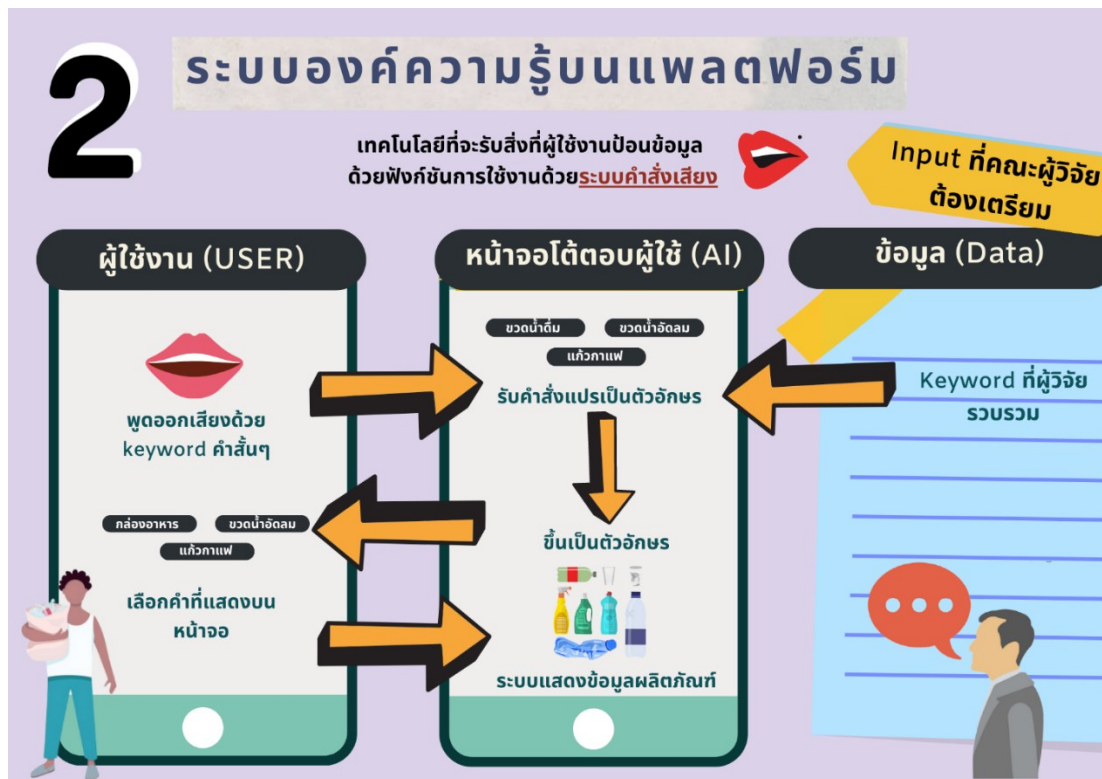 2
ระบบองค์ความรู้บนแพลตฟอร์ม
เทคโนโลยีที่จะรับสิ่งที่ผู้ใช้งานป้อนข้อมูล
ด้วยฟังก์ชันการใช้งานด้วยระบบคำสั่งเสียง
Input ที่คณะผู้วิจัย
ต้องเตรียม
ผู้ใช้งาน (USER)
พูดออกเสียงด้วย
keyword คำสั้นๆ
กล่องอาหาร
ขวดน้ำอัดลม
แก้วกาแฟ
เลือกคำที่แสดงบน
หน้าจอ
หน้าจอโต้ตอบผู้ใช้ (AI)
ขวดน้ำดื่ม
ขวดน้ำอัดลม
แก้วกาแฟ
รับคำสั่งแปรเป็นตัวอักษร
ขึ้นเป็นตัวอักษร
ระบบแสดงข้อมูลผลิตภัณฑ์
ข้อมูล (Data)
Keyword ที่ผู้วิจัย
รวบรวม